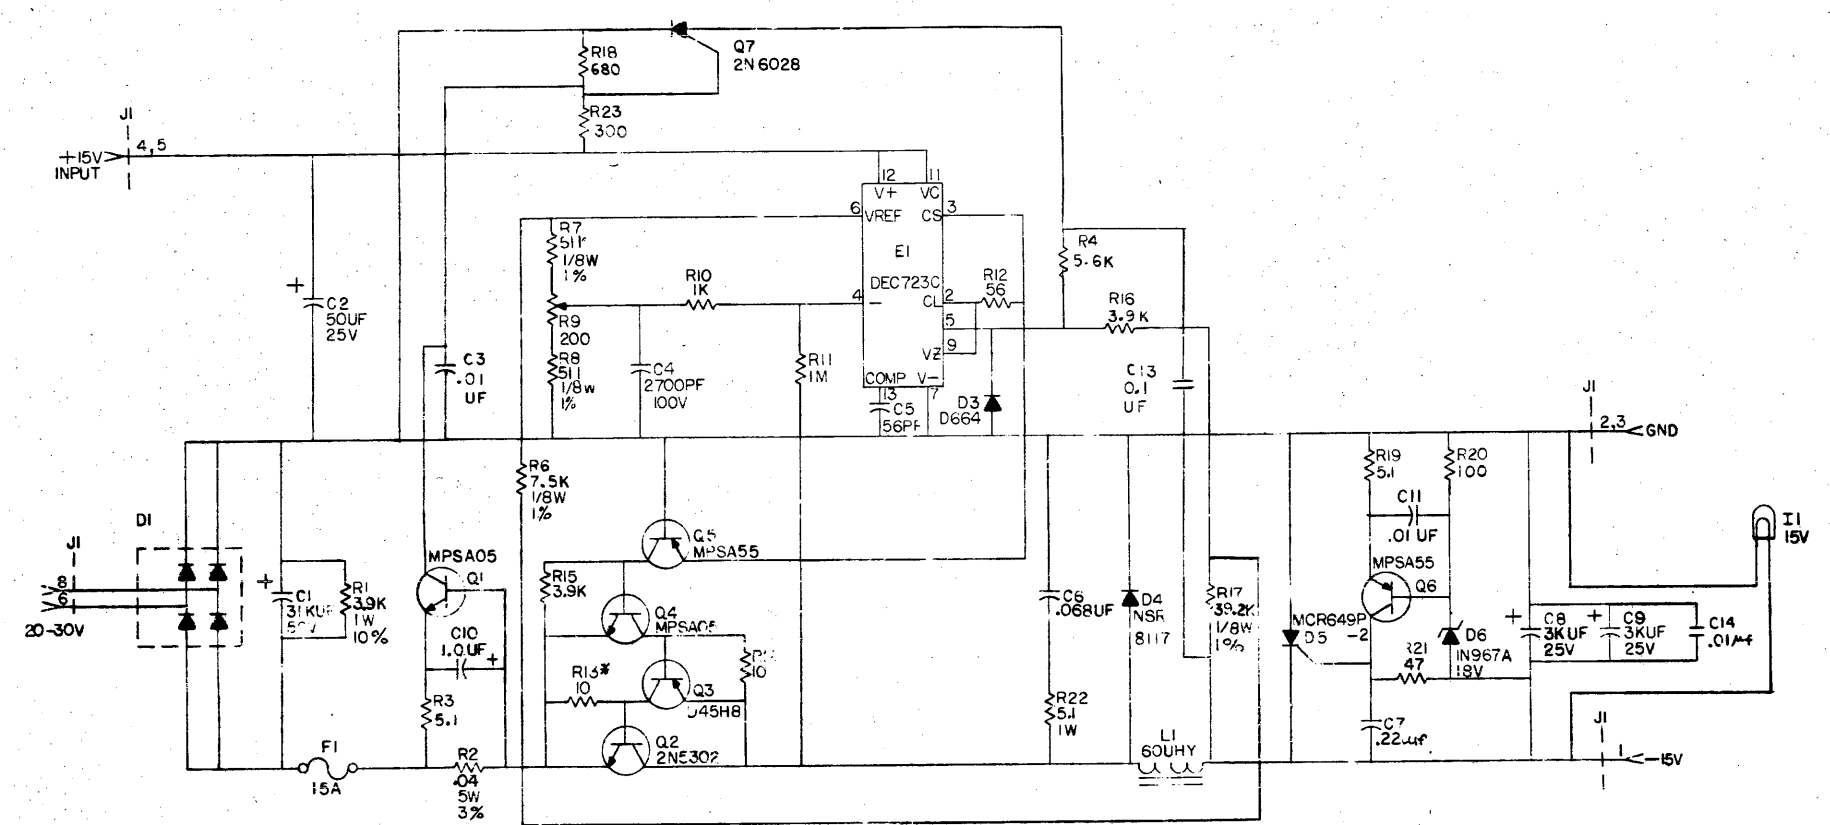 R18
680
Q7
2N6028
R23
300
J1
+15V
INPUT
4,5
12
11
V+
VC
6
VREF
CS
3
E1
DEC723C
4
−
CL
2
5
9
VZ
COMP
V−
13
7
R7
1/8W
1%
R9
200
R8
511
1/8W
1%
R10
1K
R12
56
R4
5.6K
R16
3.9K
+
C2
50UF
25V
C3
.01
UF
C4
2700PF
100V
R11
1M
C5
56PF
D3
D664
C13
0.1
UF
J1
2,3
GND
R6
7.5K
1/8W
1%
R19
5.1
R20
100
C11
.01UF
I1
15V
D1
J1
8
6
20-30V
+
C1
R1
3.9K
1W
10%
MPSA05
Q1
C10
1.0UF
+
R3
5.1
R15
3.9K
Q5
MPSA55
Q4
MPSA05
R13*
10
10
Q3
D45H8
Q2
2N5302
C6
.068UF
D4
NSR
8117
R17
39.2K
1/8W
1%
MPSA55
Q6
MCR649P
-2
D5
D6
1N967A
18V
R21
47
+
C8
3KUF
25V
+
C9
3KUF
25V
C14
.01µf
R22
5.1
1W
C7
.22uf
F1
15A
R2
.04
5W
3%
L1
60UHY
J1
1
−15V